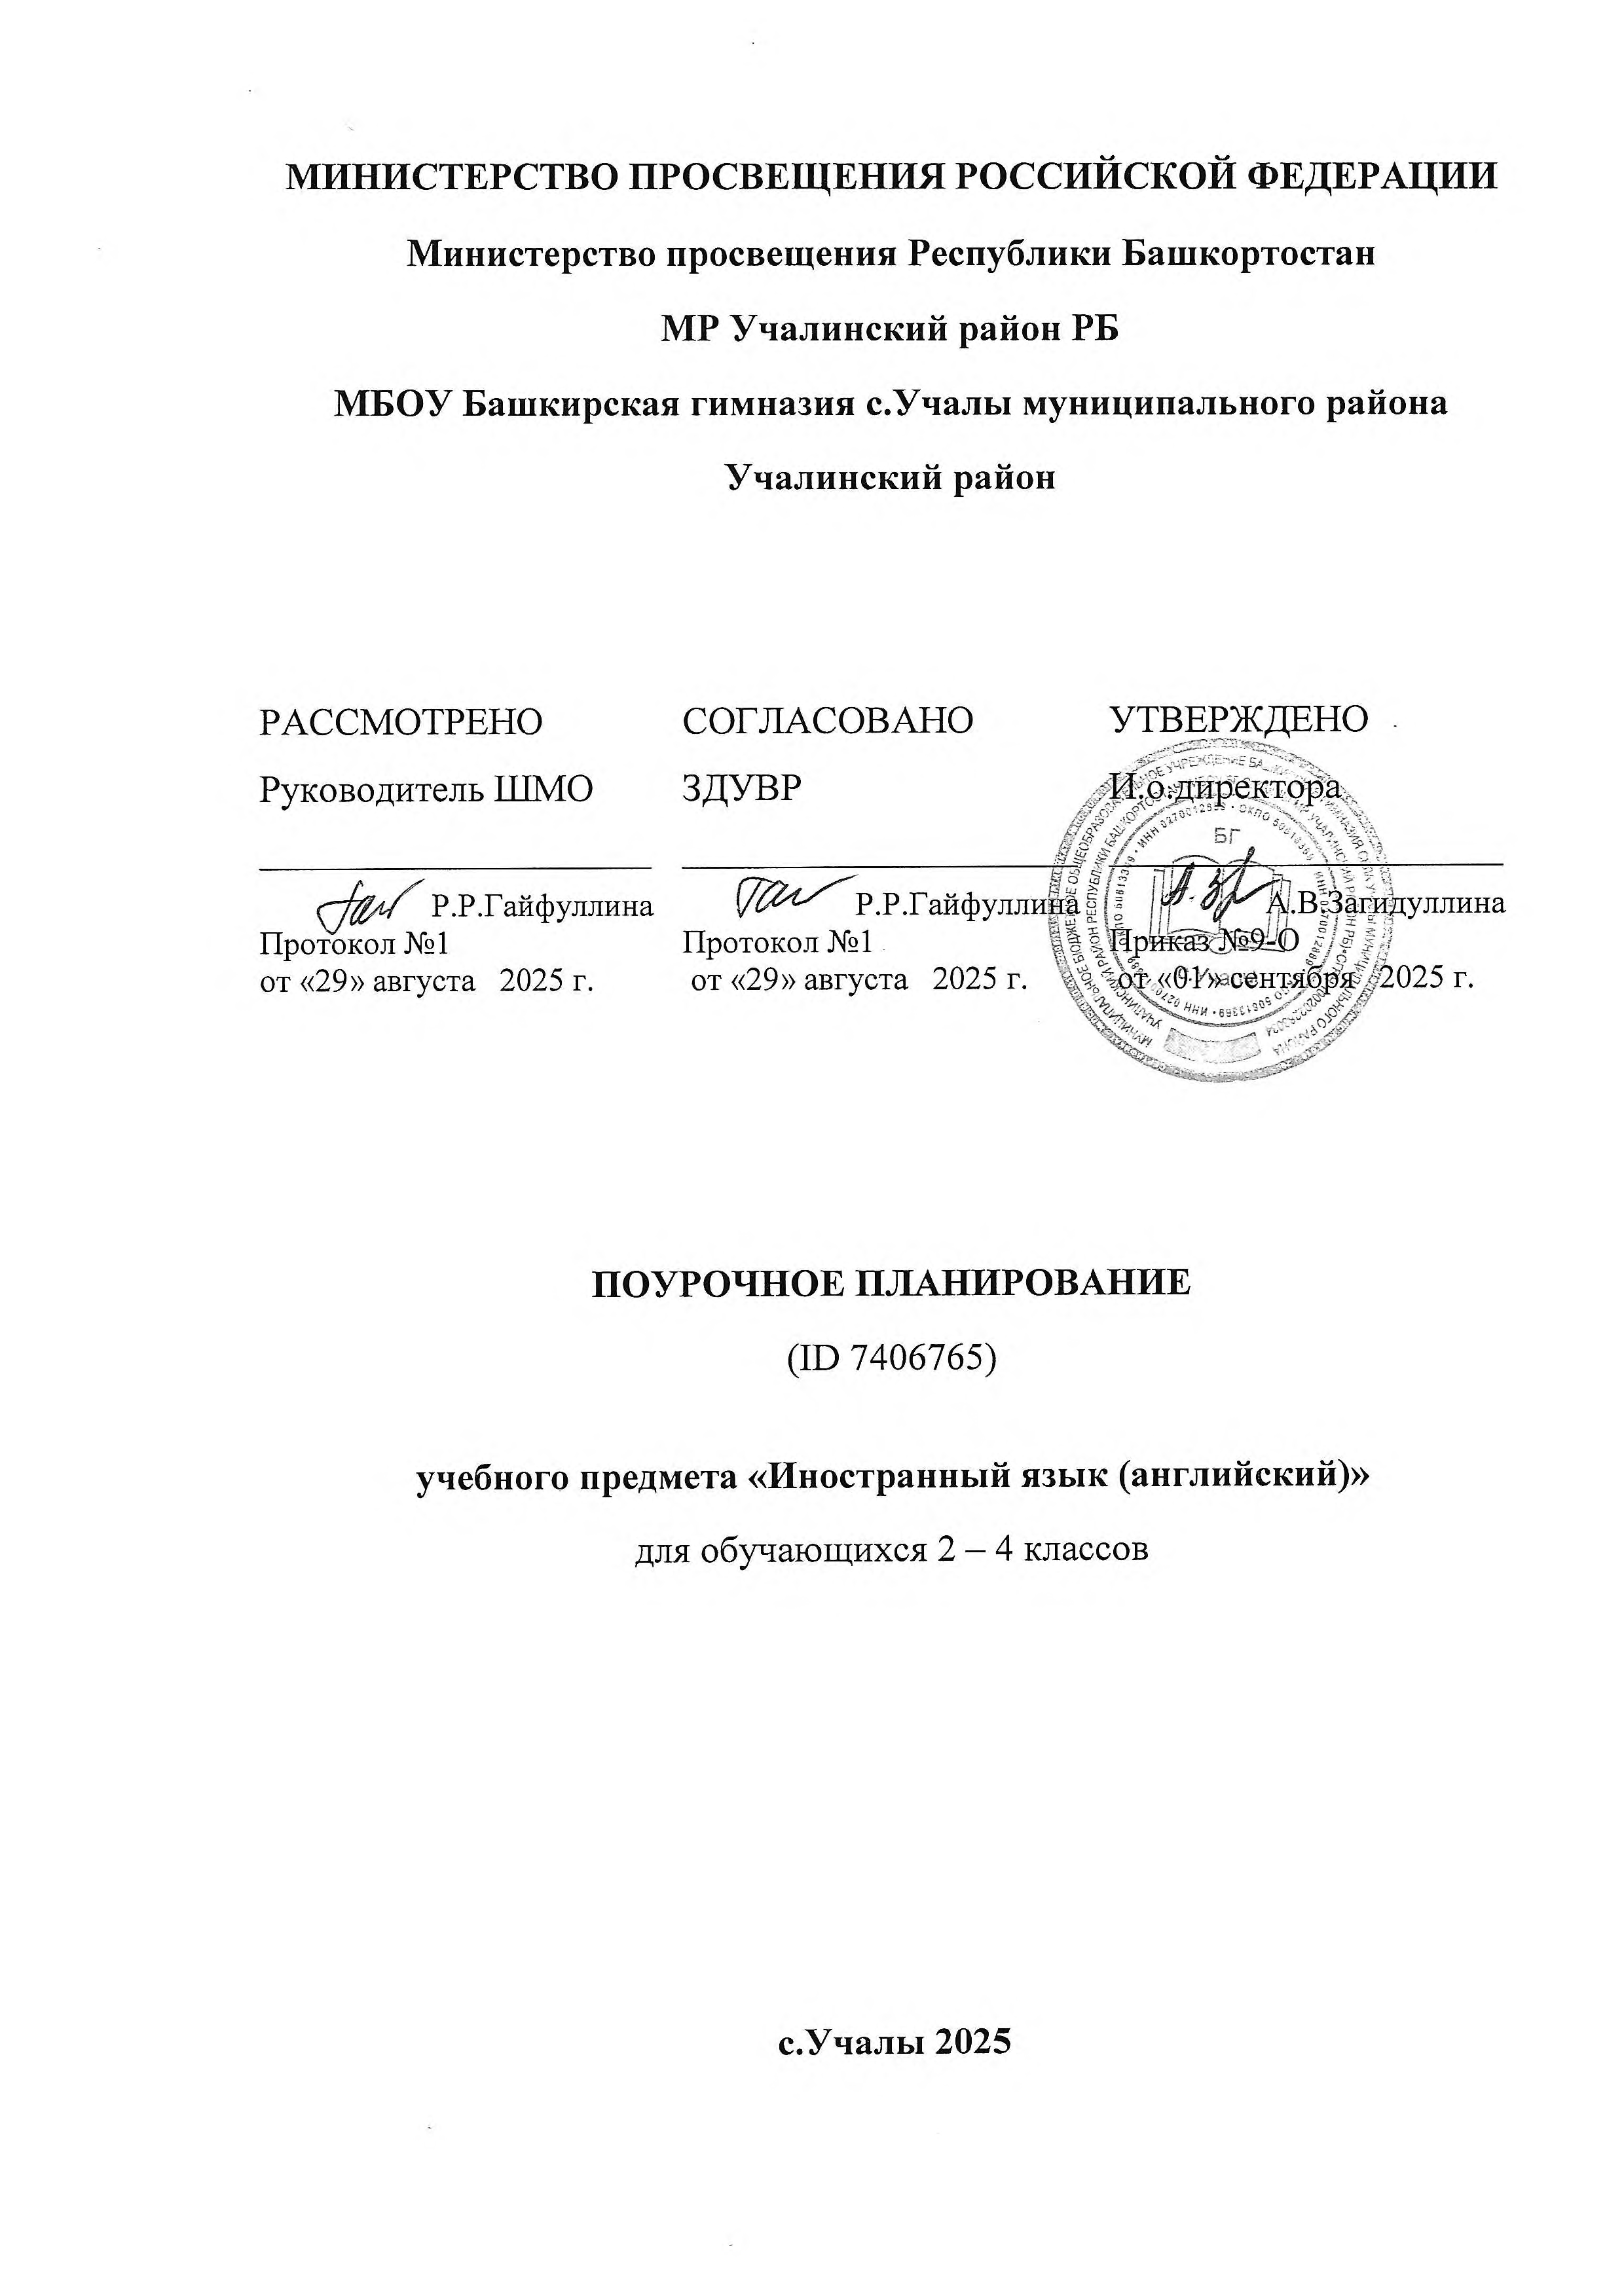 МИНИСТЕРСТВО ПРОСВЕЩЕНИЯ РОССИЙСКОЙ ФЕДЕРАЦИИ
Министерство просвещения Республики Башкортостан
МР Учалинский район РБ
МБОУ Башкирская гимназия с.Учалы муниципального района
Учалинский район
РАССМОТРЕНО
Руководитель ШМО
Р.Р.Гайфуллина
Протокол №1
от «29» августа 2025 г.
СОГЛАСОВАНО
ЗДУВР
Р.Р.Гайфуллина
Протокол №1
от «29» августа 2025 г.
УТВЕРЖДЕНО
И.о.директора
БГ
А.В.Загидуллина
Приказ №9-О
от «01» сентября 2025 г.
ПОУРОЧНОЕ ПЛАНИРОВАНИЕ
(ID 7406765)
учебного предмета «Иностранный язык (английский)»
для обучающихся 2 – 4 классов
с.Учалы 2025